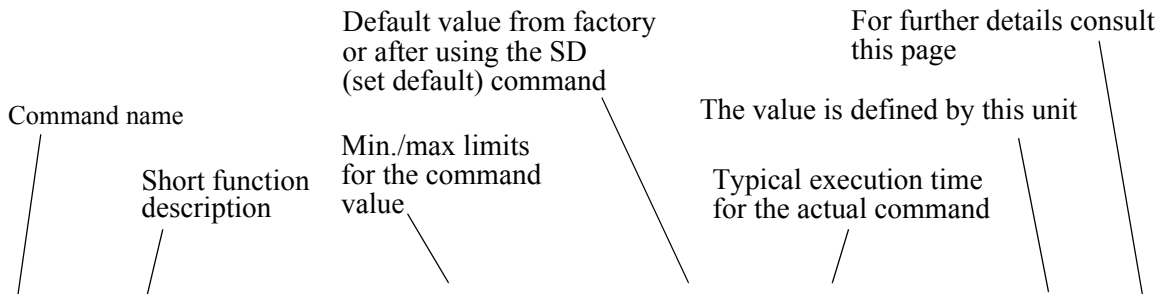 Default value from factory
or after using the SD
(set default) command
For further details consult
this page
Command name
The value is defined by this unit
Min./max limits
for the command
value
Short function
description
Typical execution time
for the actual command